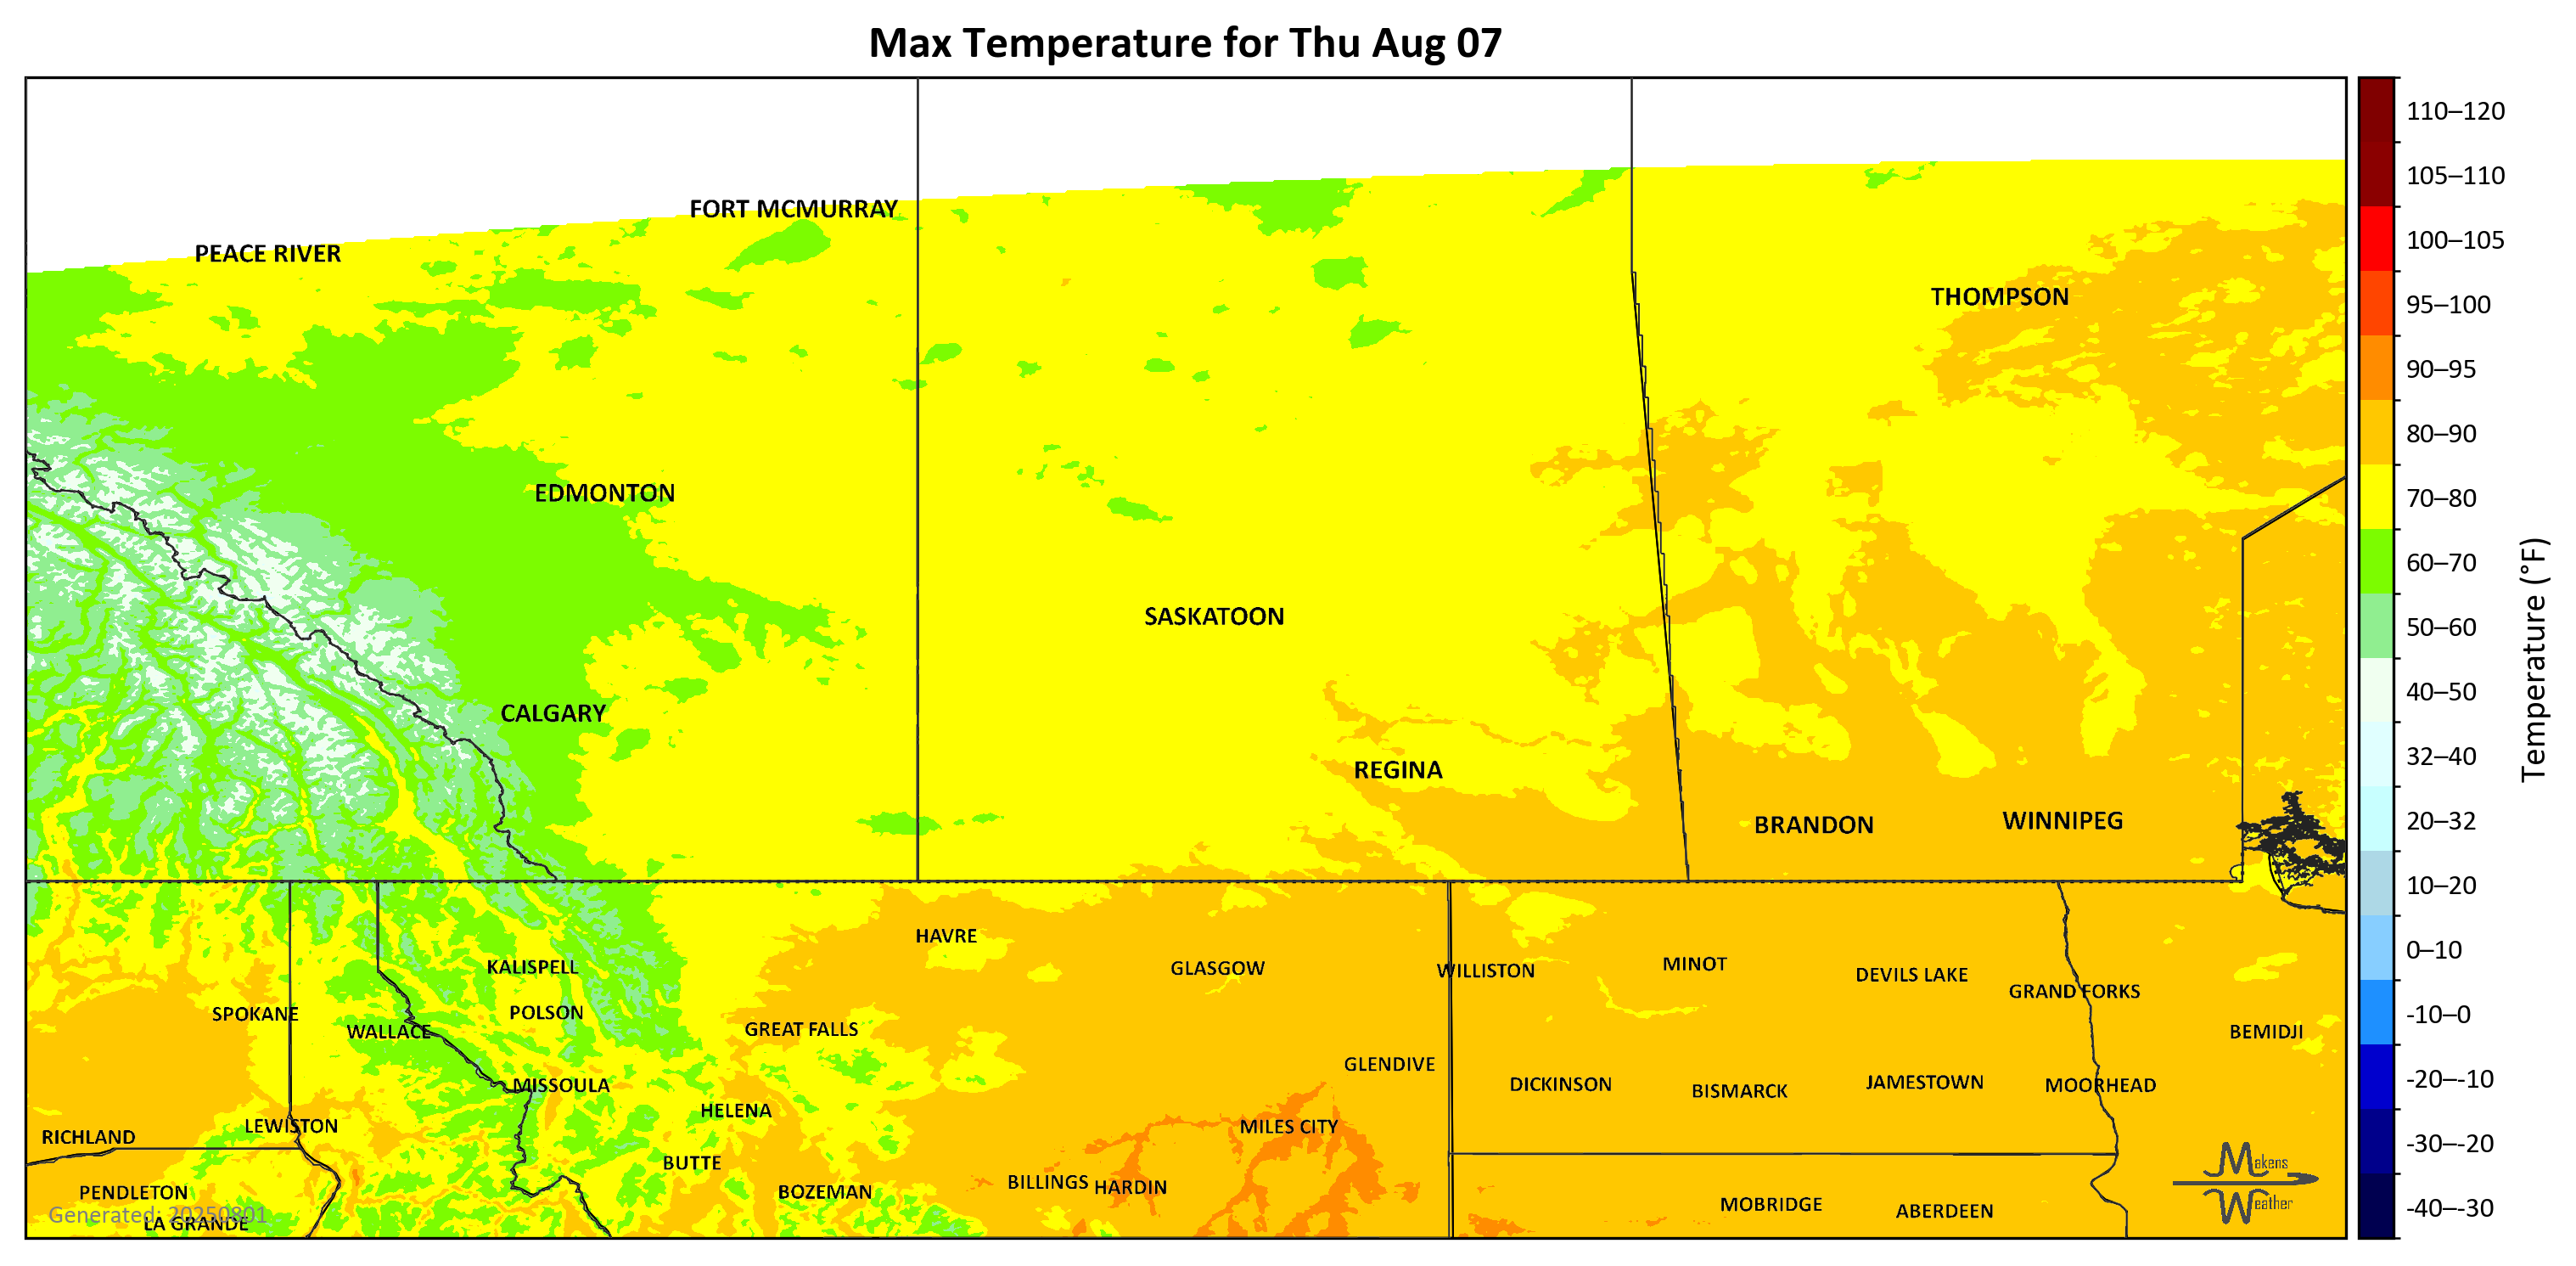 Max Temperature for Thu Aug 07
FORT MCMURRAY
PEACE RIVER
THOMPSON
EDMONTON
SASKATOON
CALGARY
REGINA
BRANDON
WINNIPEG
HAVRE
KALISPELL
GLASGOW
WILLISTON
MINOT
DEVILS LAKE
GRAND FORKS
SPOKANE
POLSON
WALLACE
GREAT FALLS
BEMIDJI
GLENDIVE
MISSOULA
DICKINSON
BISMARCK
JAMESTOWN
MOORHEAD
HELENA
LEWISTON
MILES CITY
RICHLAND
BUTTE
BILLINGS
HARDIN
BOZEMAN
PENDLETON
MOBRIDGE
ABERDEEN
Generated: 20250801
LA GRANDE
Makens
Weather
110–120
105–110
100–105
95–100
90–95
80–90
70–80
60–70
50–60
40–50
32–40
20–32
10–20
0–10
-10–0
-20–-10
-30–-20
-40–-30
Temperature (°F)